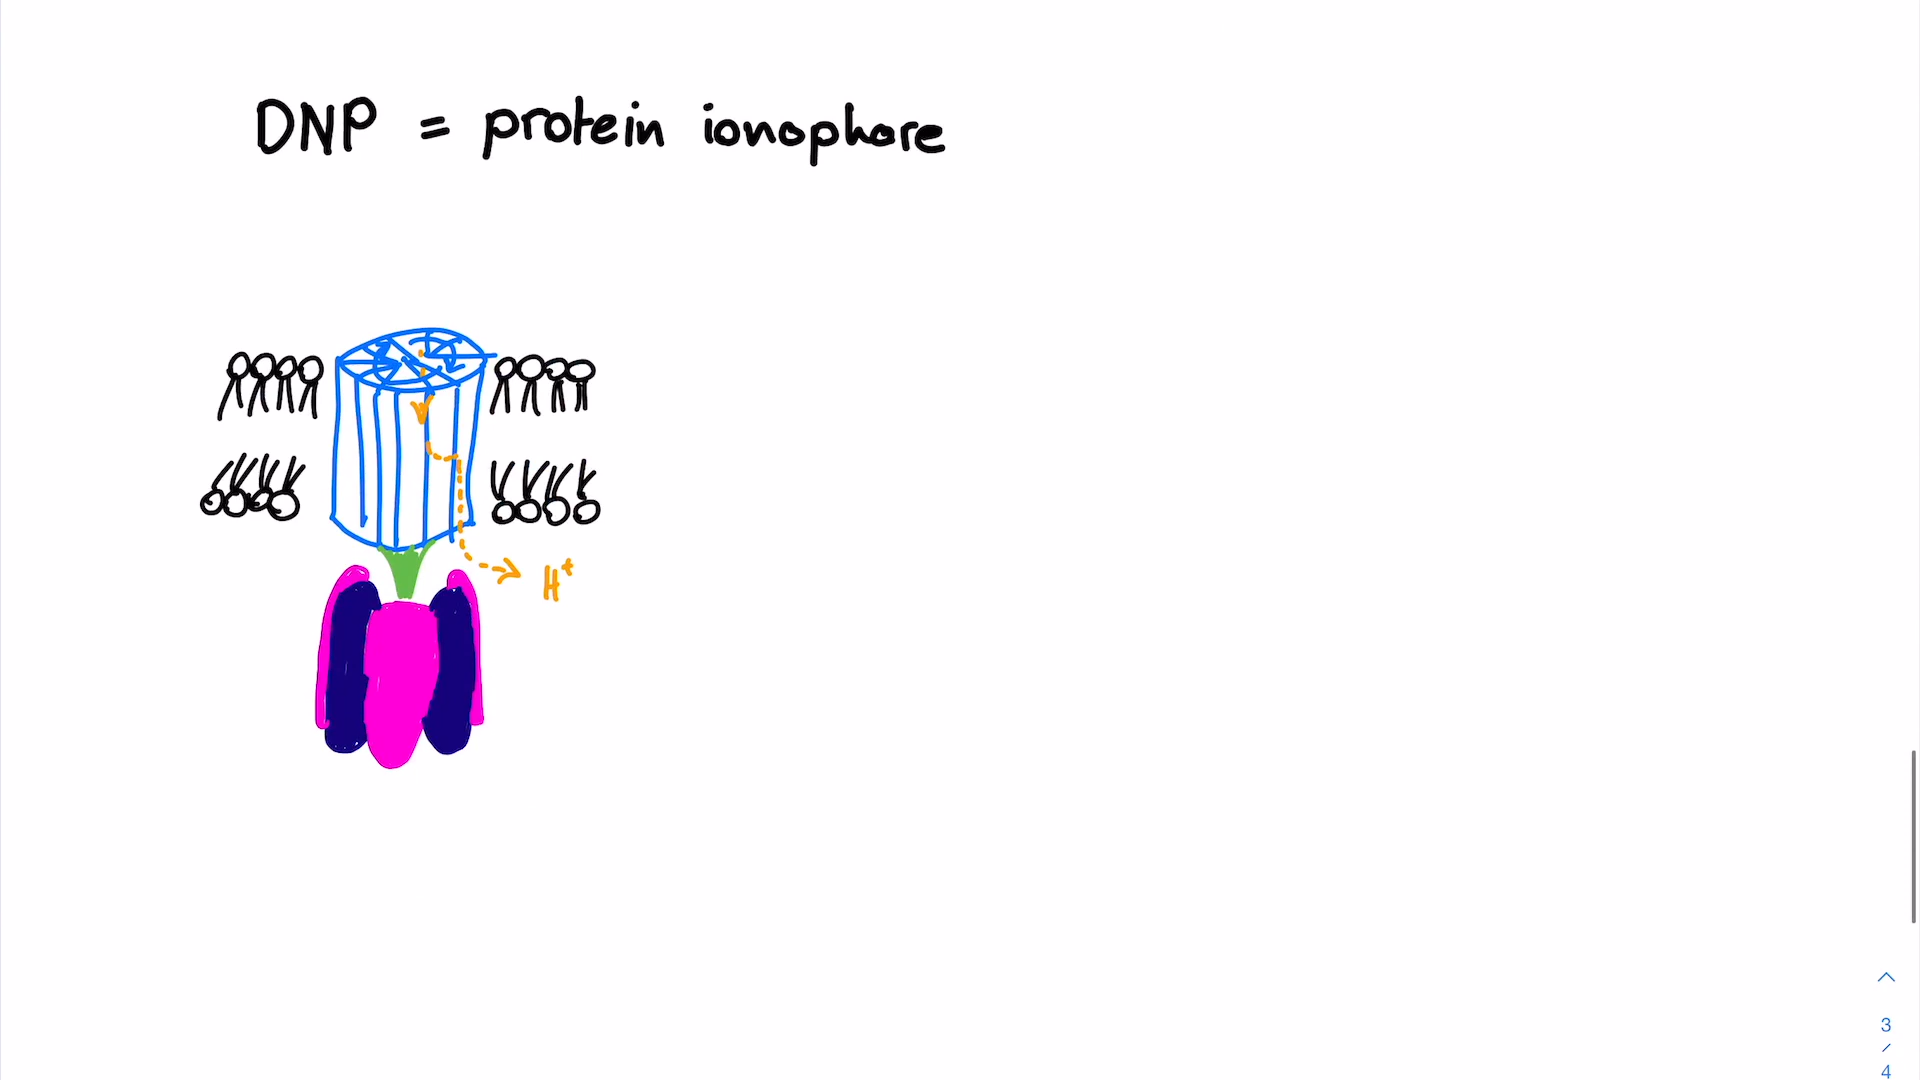 DNP = protein ionophore
H⁺
3
/
4